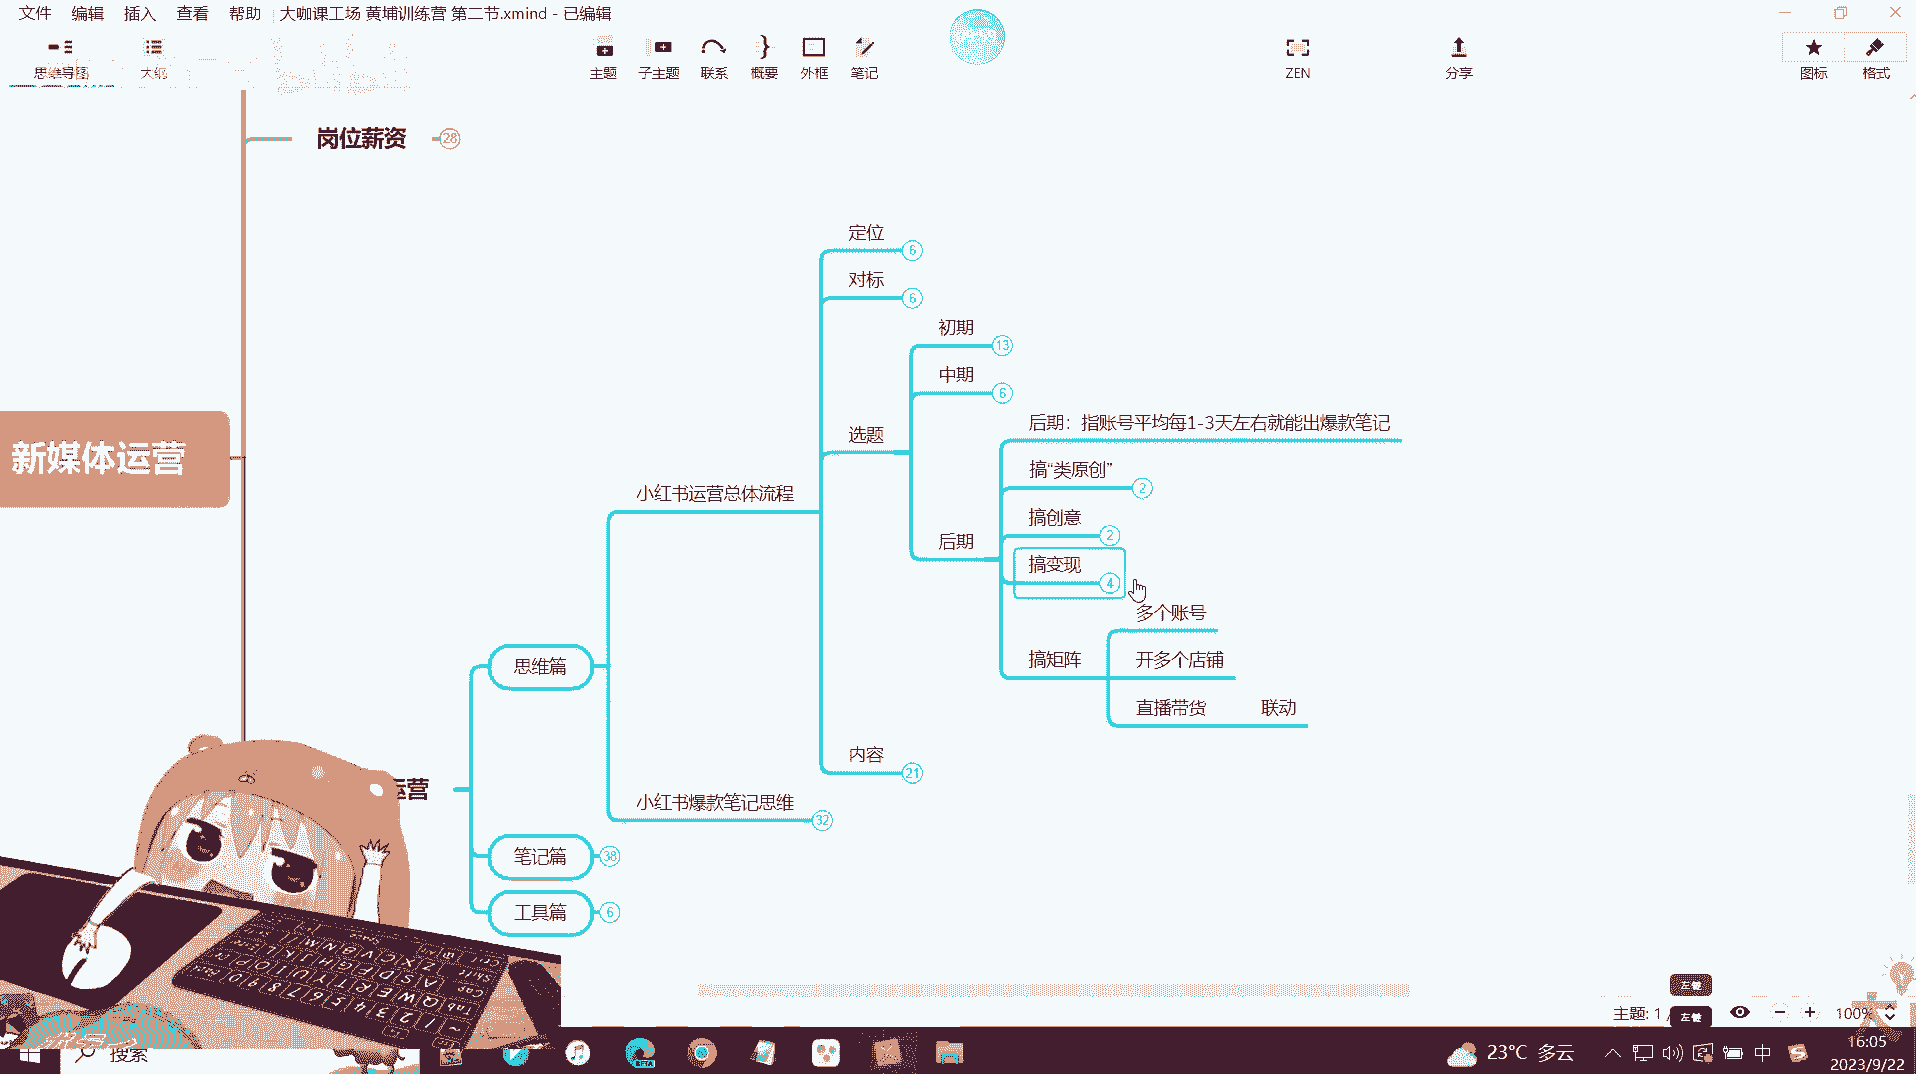 文件 编辑 插入 查看 帮助 大咖课工场 黄埔训练营 第二节.xmind - 已编辑
思维导图 大纲 主题 子主题 联系 概要 外框 笔记 ZEN 分享 图标 格式
岗位薪资 28
定位 6
对标 6
初期 13
中期 6
后期：指账号平均每1-3天左右就能出爆款笔记
选题
新媒体运营
搞“类原创” 2
小红书运营总体流程
搞创意 2
后期
搞变现 4
多个账号
搞矩阵
开多个店铺
思维篇
直播带货 联动
内容 21
运营
小红书爆款笔记思维 32
笔记篇 38
工具篇 6
左键
主题: 1 / 左键 100%
搜索
BETA
23°C 多云
中
16:05
2023/9/22